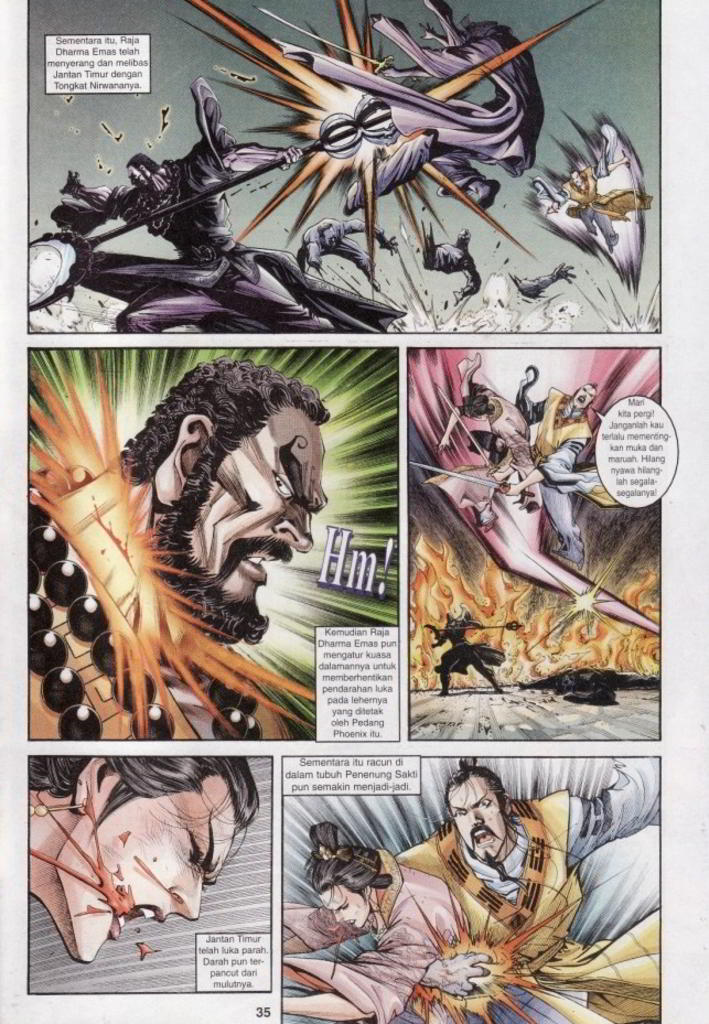 Sementara itu, Raja
Dharma Emas telah
menyerang dan melibas
Jantan Timur dengan
Tongkat Nirwananya.
Hm!
Kemudian Raja
Dharma Emas pun
mengatur kuasa
dalamannya untuk
memberhentikan
pendarahan luka
pada lehernya
yang ditetak
oleh Pedang
Phoenix itu.
Mari
kita pergi!
Janganlah kau
terlalu mementing-
kan muka dan
maruah. Hilang
nyawa hilang-
lah segala-
segalanya!
Jantan Timur
telah luka parah.
Darah pun ter-
pancut dari
mulutnya.
Sementara itu racun di
dalam tubuh Penenung Sakti
pun semakin menjadi-jadi.
35